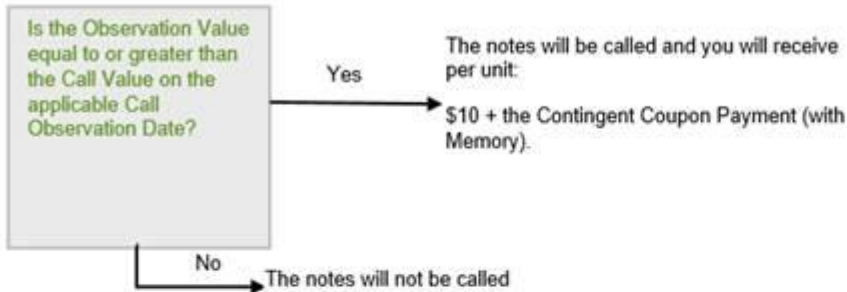 Is the Observation Value
equal to or greater than
the Call Value on the
applicable Call
Observation Date?
Yes
The notes will be called and you will receive
per unit:
$10 + the Contingent Coupon Payment (with
Memory).
No
The notes will not be called